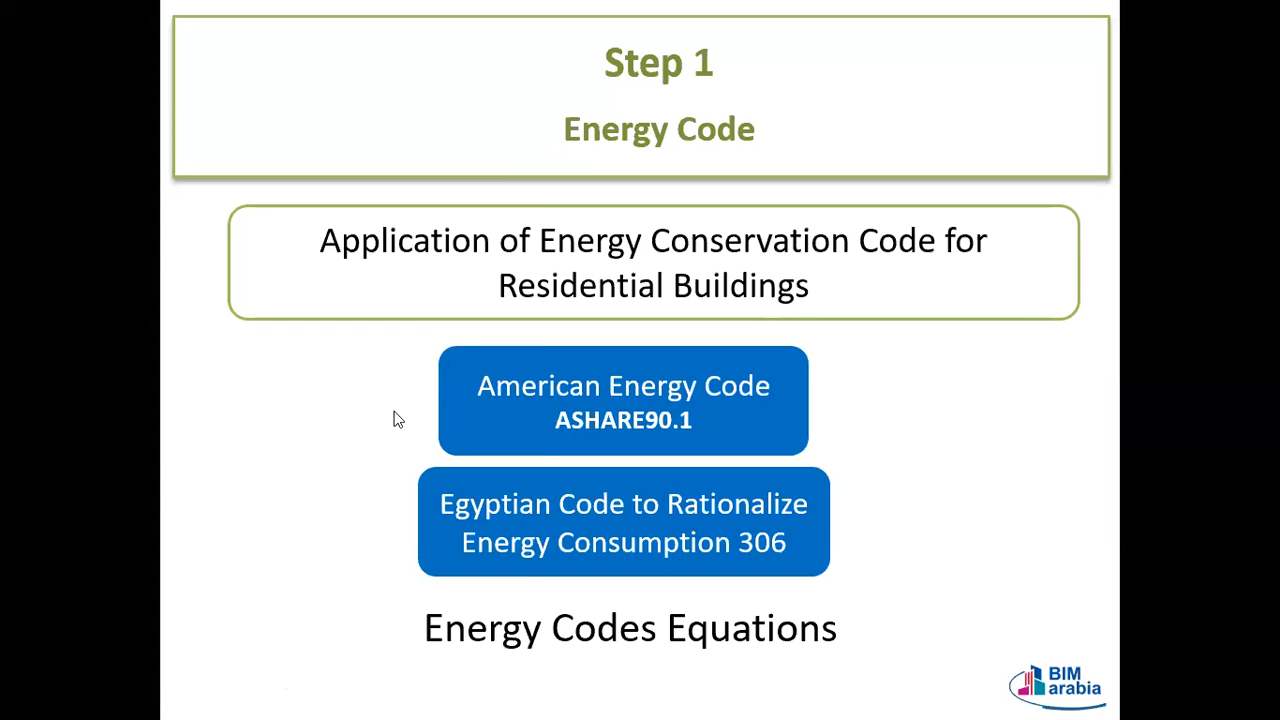 Step 1
Energy Code
Application of Energy Conservation Code for
Residential Buildings
American Energy Code
ASHARE90.1
Egyptian Code to Rationalize
Energy Consumption 306
Energy Codes Equations
BIM
arabia